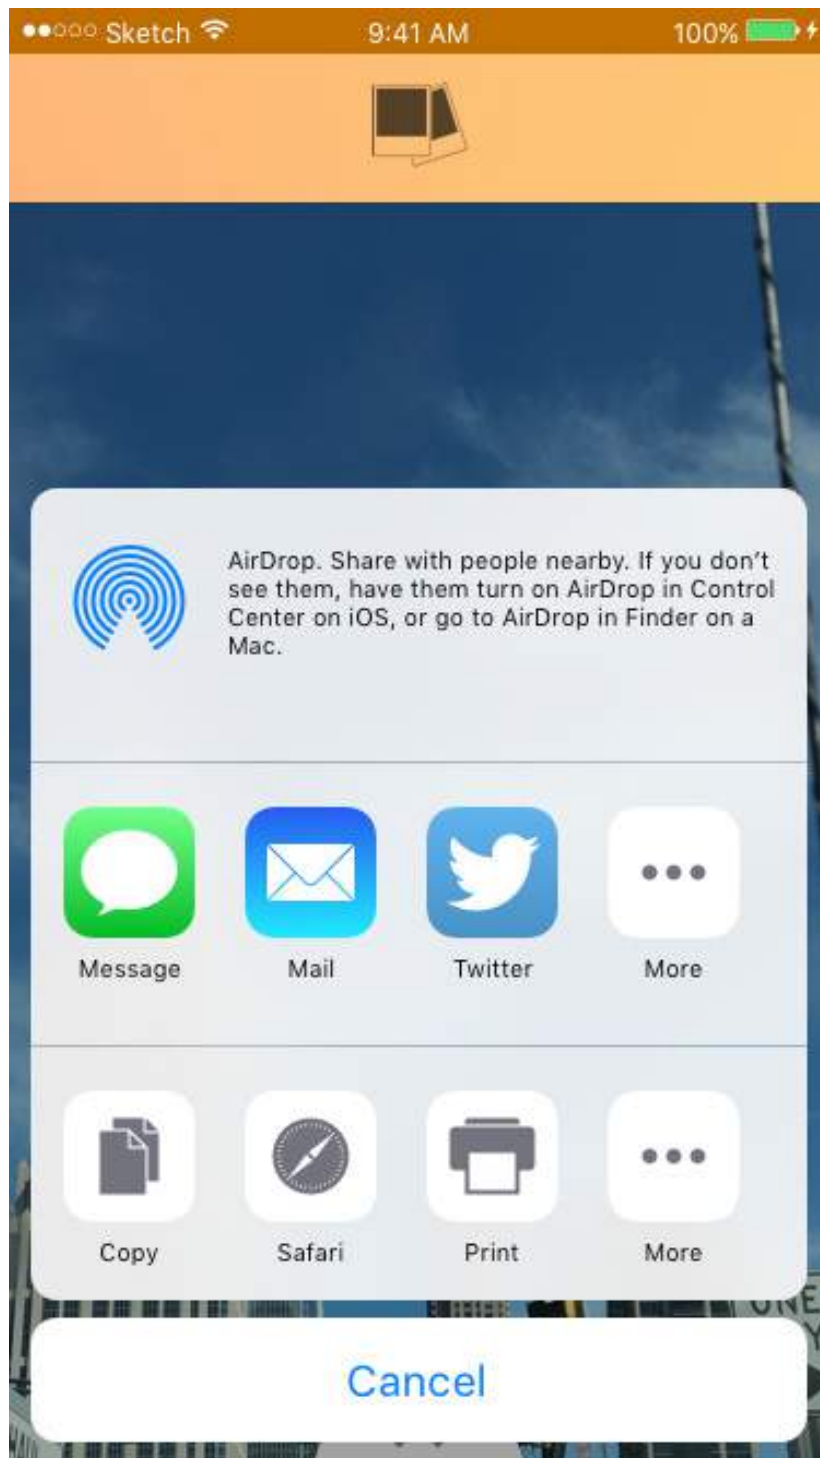 Sketch 9:41 AM 100%
AirDrop. Share with people nearby. If you don’t
see them, have them turn on AirDrop in Control
Center on iOS, or go to AirDrop in Finder on a
Mac.
Message Mail Twitter More
Copy Safari Print More
ONE
Cancel